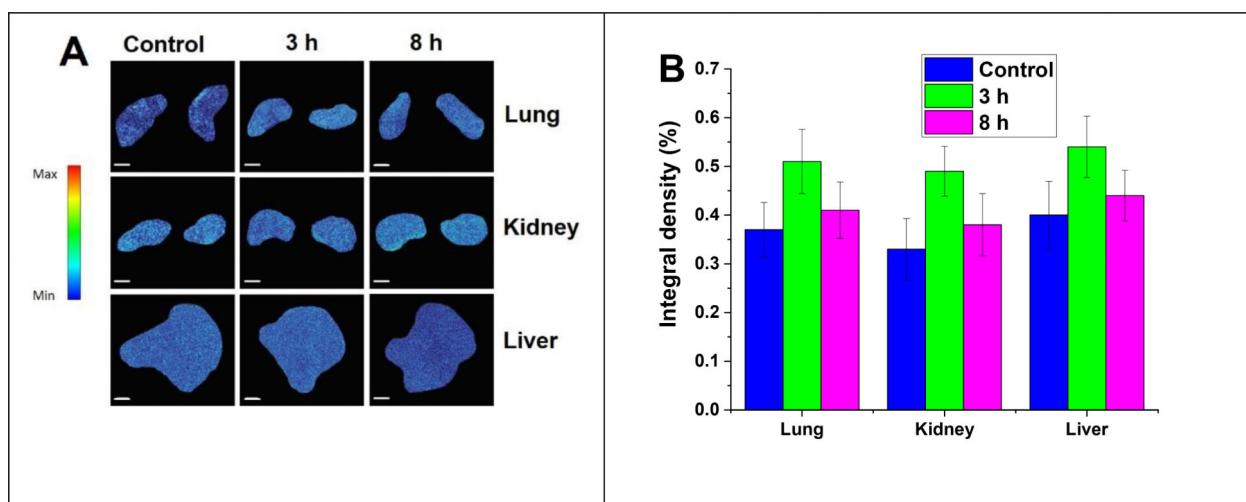 A
Control 3 h 8 h
Lung
Max
Min
Kidney
Liver
B
Control
3 h
8 h
Integral density (%)
0.7
0.6
0.5
0.4
0.3
0.2
0.1
0.0
Lung Kidney Liver